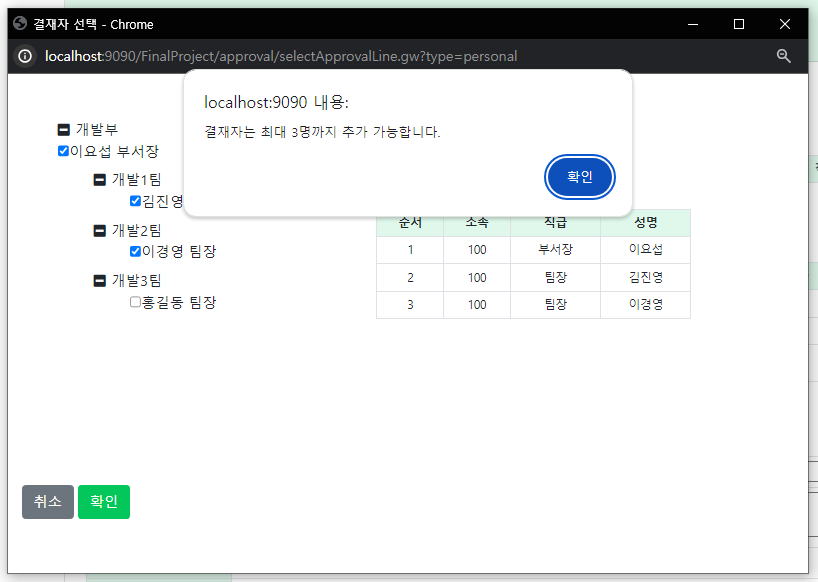 결재자 선택 - Chrome
localhost:9090/FinalProject/approval/selectApprovalLine.gw?type=personal
localhost:9090 내용:
결재자는 최대 3명까지 추가 가능합니다.
확인
개발부
이요섭 부서장
개발1팀
김진영
개발2팀
이경영 팀장
개발3팀
홍길동 팀장
순서 소속 직급 성명
1 100 부서장 이요섭
2 100 팀장 김진영
3 100 팀장 이경영
취소 확인